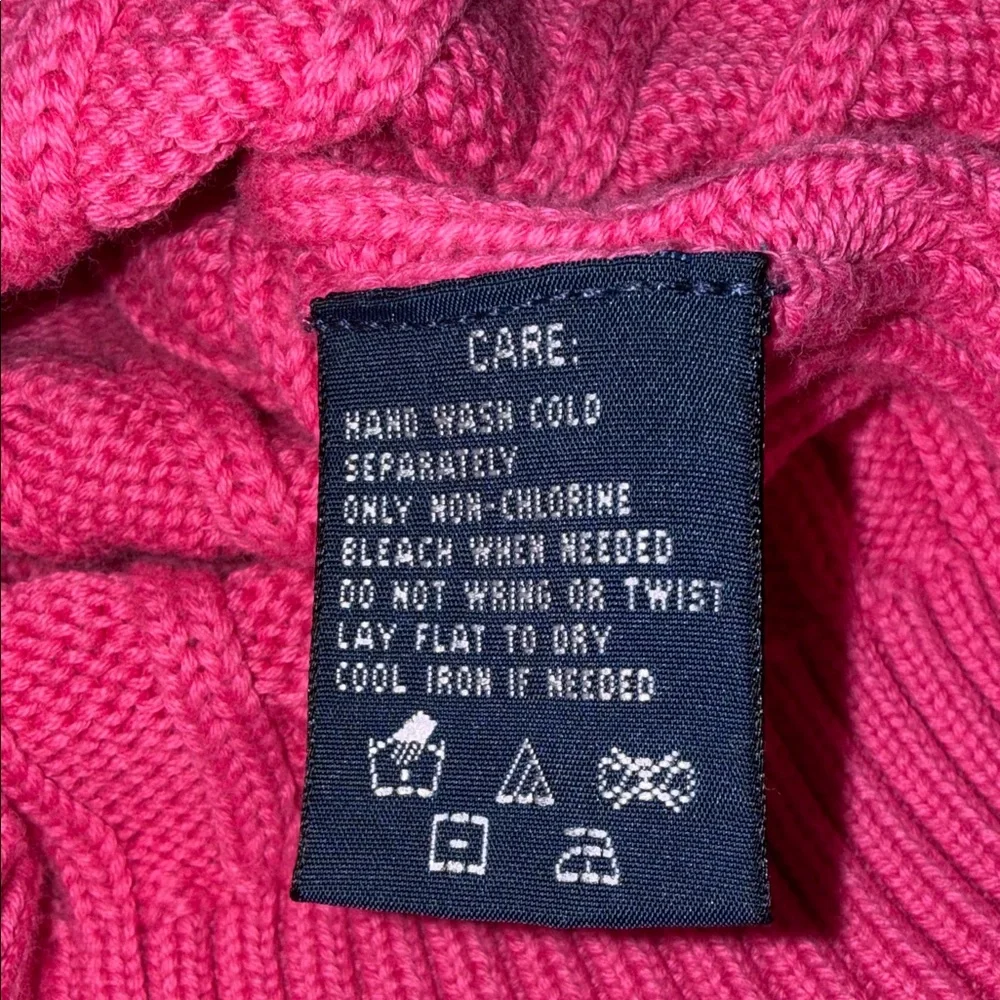 CARE:
HAND WASH COLD
SEPARATELY
ONLY NON-CHLORINE
BLEACH WHEN NEEDED
DO NOT WRING OR TWIST
LAY FLAT TO DRY
COOL IRON IF NEEDED